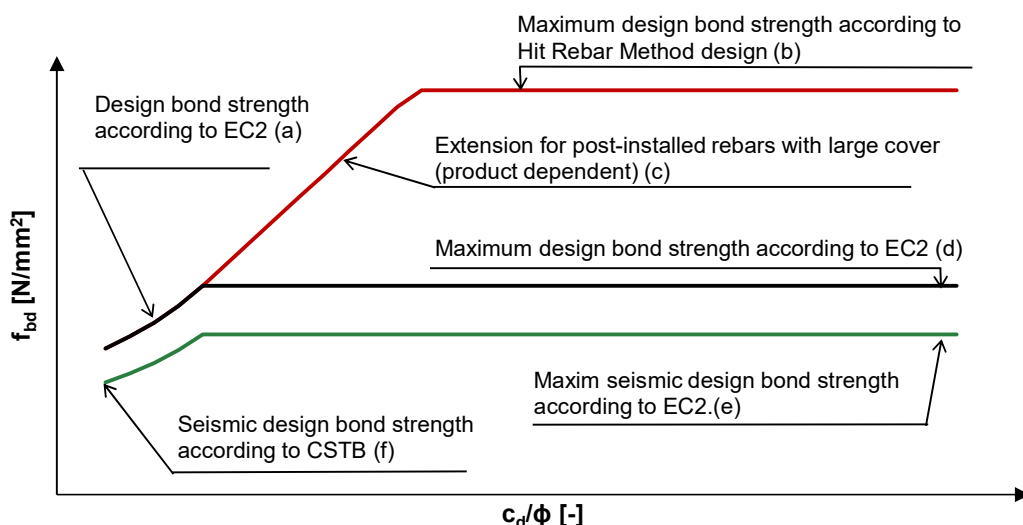 Maximum design bond strength according to
Hit Rebar Method design (b)
Design bond strength
according to EC2 (a)
Extension for post-installed rebars with large cover
(product dependent) (c)
Maximum design bond strength according to EC2 (d)
Maxim seismic design bond strength
according to EC2.(e)
Seismic design bond strength
according to CSTB (f)
f_bd [N/mm²]
c_d/ϕ [-]